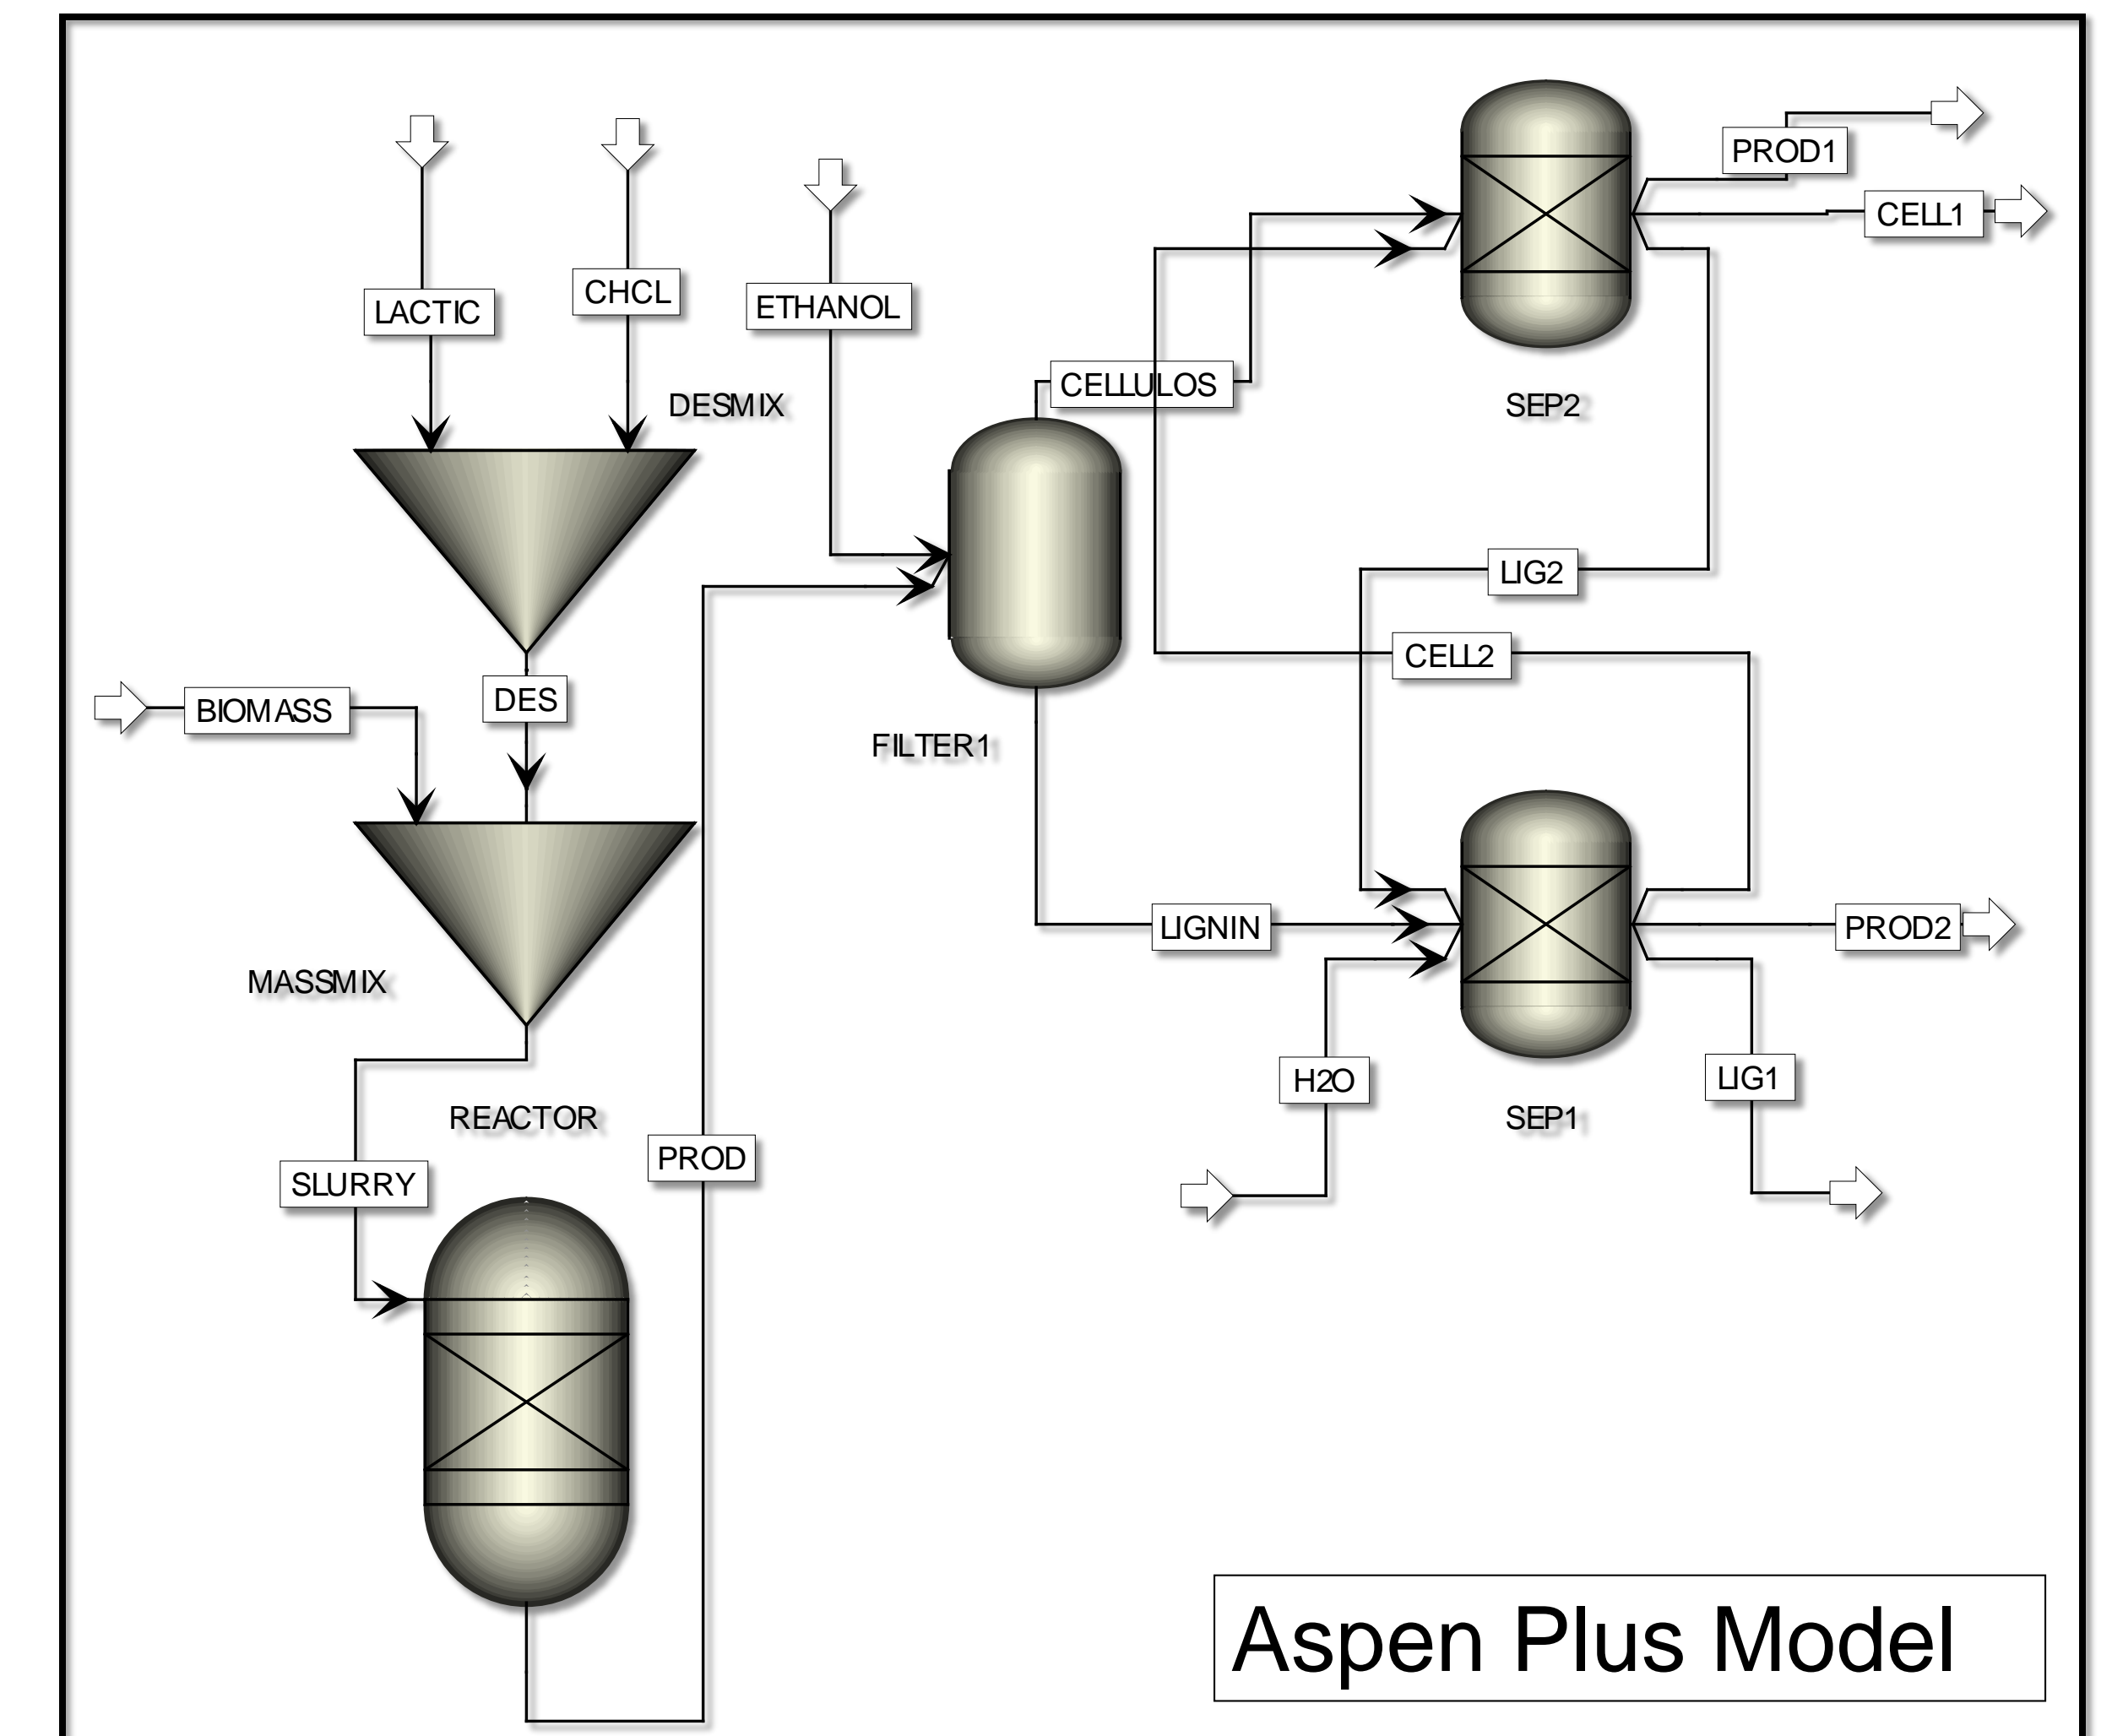 PROD1
CELL1
LACTIC
CHCL
ETHANOL
CELLULOS
DESMIX
SEP2
LIG2
CELL2
DES
BIOMASS
FILTER1
LIGNIN
PROD2
MASSMIX
H2O
LIG1
REACTOR
SEP1
PROD
SLURRY
Aspen Plus Model